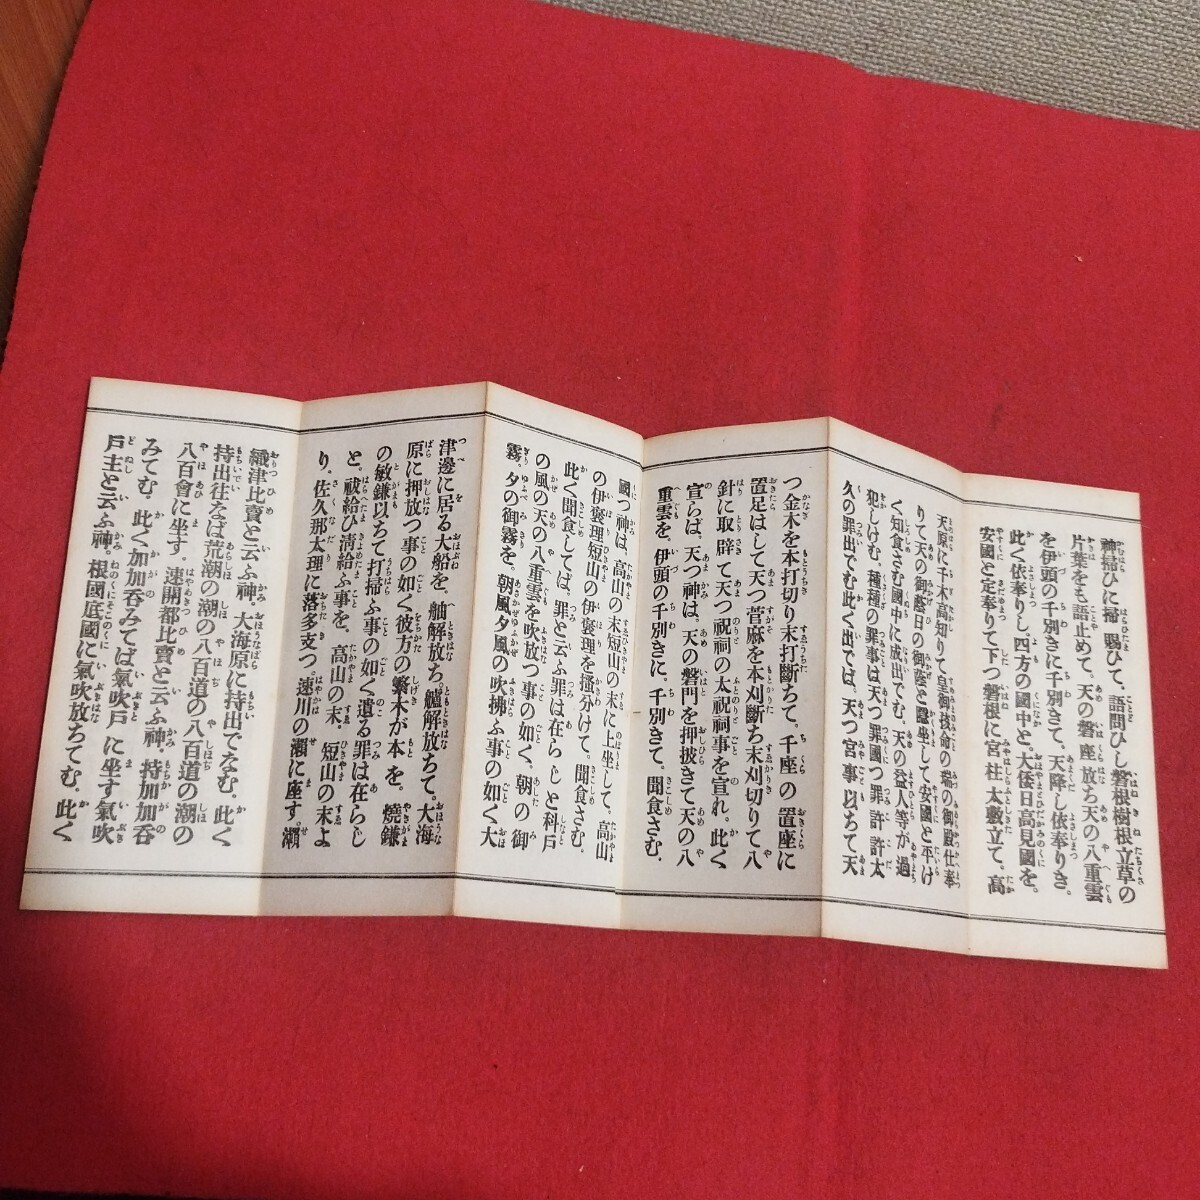 神掃ひに掃賜ひて、語問ひし磐根樹根立草の
片葉をも語止めて。天の磐座放ち天の八重雲
を伊頭の千別きに千別きて。天降し依奉りき。
此く依奉りし四方の國中と。大倭日高見國を。
安國と定奉りて下つ磐根に宮柱太敷立て。高
天原に千木高知りて皇御孫命の瑞の御殿仕奉
りて天の御蔭日の御蔭と隱坐して安國と平け
く知食さむ國中に成出でむ。天の益人等が過
犯しけむ。種種の罪事は天つ罪國つ罪許許太
久の罪出でむ此く出では。天つ宮事以ちて天
つ金木を本打切り末打斷ちて。千座の置座に
置足はして天つ菅麻を本刈斷ち末刈切りて八
針に取辟て天つ祝祠の太祝祠事を宣れ。此く
宣らば。天つ神は。天の磐門を押披きて天の八
重雲を。伊頭の千別きに。千別きて。聞食さむ。
國つ神は、高山の末短山の末に上坐して。高山
の伊褒理短山の伊褒理を搔分けて。聞食さむ。
此く聞食してば。罪と云ふ罪は在らじと科戸
の風の天の八重雲を吹放つ事の如く。朝の御
霧。夕の御霧を。朝風夕風の吹拂ふ事の如く大
津邊に居る大船を。舳解放ち。艫解放ちて。大海
原に押放つ事の如く彼方の繁木が本を。燒鎌
の敏鎌以ちて打掃ふ事の如く遺る罪は在らじ
と。祓給ひ淸給ふ事を。高山の末。短山の末よ
り。佐久那太理に落多支つ。速川の瀨に座す。瀨
織津比賣と云ふ神。大海原に持出でなむ。此く
持出往なば荒潮の潮の八百道の八百道の潮の
八百會に坐す。速開都比賣と云ふ神。持加加呑
みてむ。此く加加呑みてば氣吹戸に坐す氣吹
戸主と云ふ神。根國底國に氣吹放ちてむ。此く